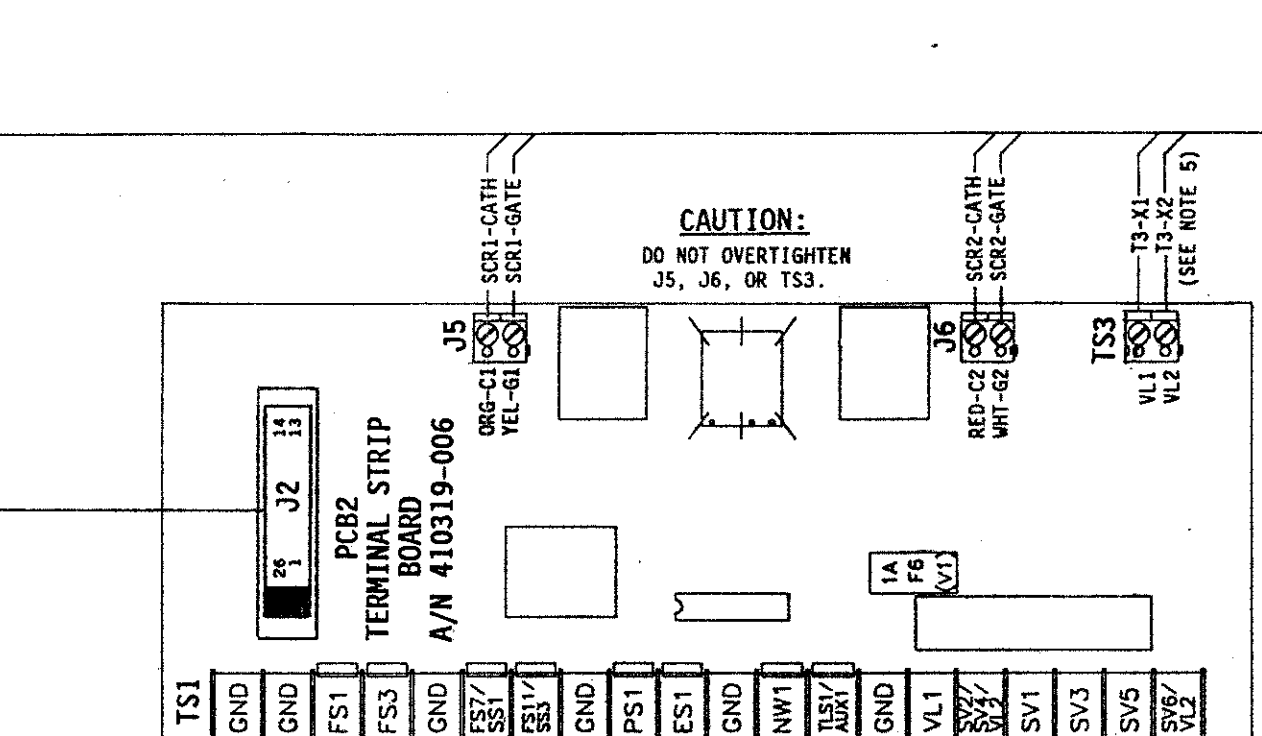 SCR1-CATH
SCR1-GATE
CAUTION:
DO NOT OVERTIGHTEN
J5, J6, OR TS3.
SCR2-CATH
SCR2-GATE
T3-X1
T3-X2
(SEE NOTE 5)
J5
ORG-C1
YEL-G1
J6
RED-C2
WHT-G2
TS3
VL1
VL2
14
13
J2
26
1
PCB2
TERMINAL STRIP
BOARD
A/N 410319-006
1A
F6
(V1)
TS1
GND
GND
FS1
FS3
GND
FS7/
SS1
FS11/
SS3
GND
PS1
ES1
GND
NW1
TLS1/
AUX1
GND
VL1
SV2/
SV4/
VL2
SV1
SV3
SV5
SV6/
VL2